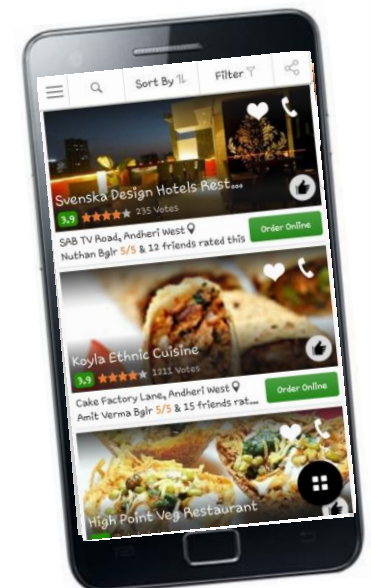 Sort By
Filter
Svenska Design Hotels Rest...
3.9 235 Votes
SAB TV Road, Andheri West
Nuthan Bglr 5/5 & 12 friends rated this
Order Online
Koyla Ethnic Cuisine
3.9 1211 Votes
Cake Factory Lane, Andheri West
Amit Verma Bglr 5/5 & 15 friends rat...
Order Online
High Point Veg Restaurant